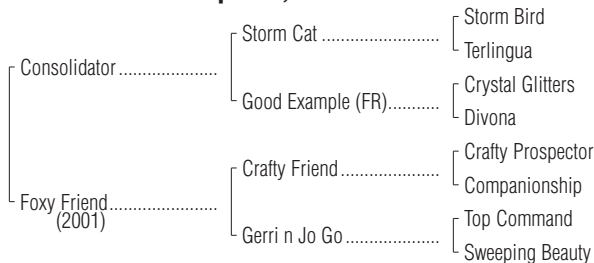 Storm Bird
Storm Cat ......................
Terlingua
Consolidator .....................
Crystal Glitters
Good Example (FR)...........
Divona
Crafty Prospector
Crafty Friend ..................
Companionship
Foxy Friend.......................
(2001)
Top Command
Gerri n Jo Go ..................
Sweeping Beauty